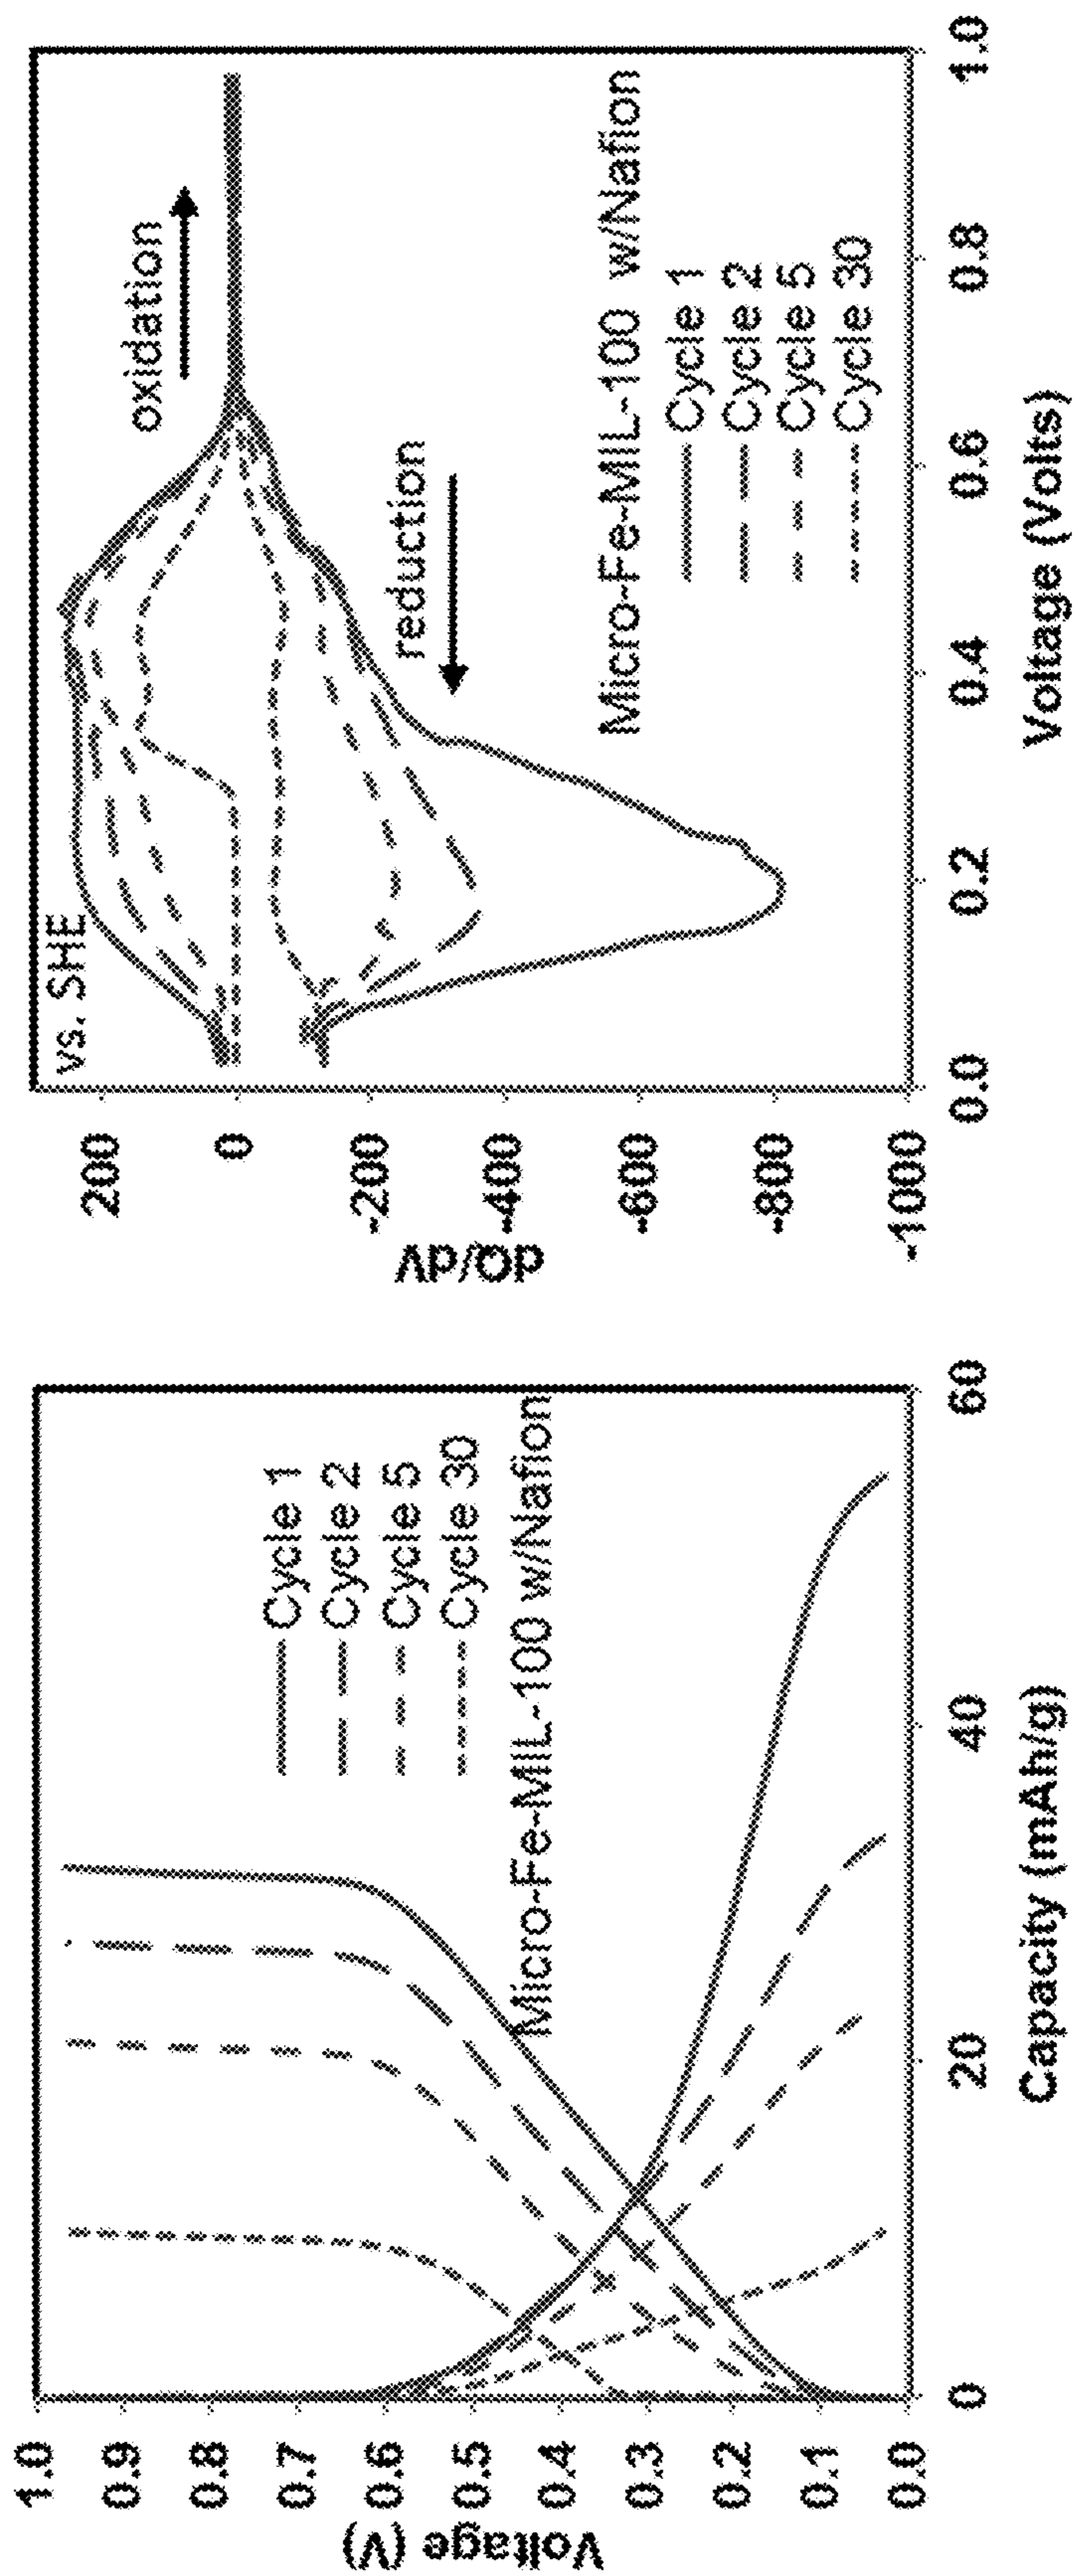 1.0
0.9
0.8
0.7
0.6
0.5
0.4
0.3
0.2
0.1
0.0
Voltage (V)
Cycle 1
Cycle 2
Cycle 5
Cycle 30
Micro-Fe-MIL-100 w/Nafion
0 20 40 60
Capacity (mAh/g)
200
0
-200
-400
-600
-800
-1000
dQ/dV
vs. SHE
oxidation
reduction
Micro-Fe-MIL-100 w/Nafion
Cycle 1
Cycle 2
Cycle 5
Cycle 30
0.0 0.2 0.4 0.6 0.8 1.0
Voltage (Volts)